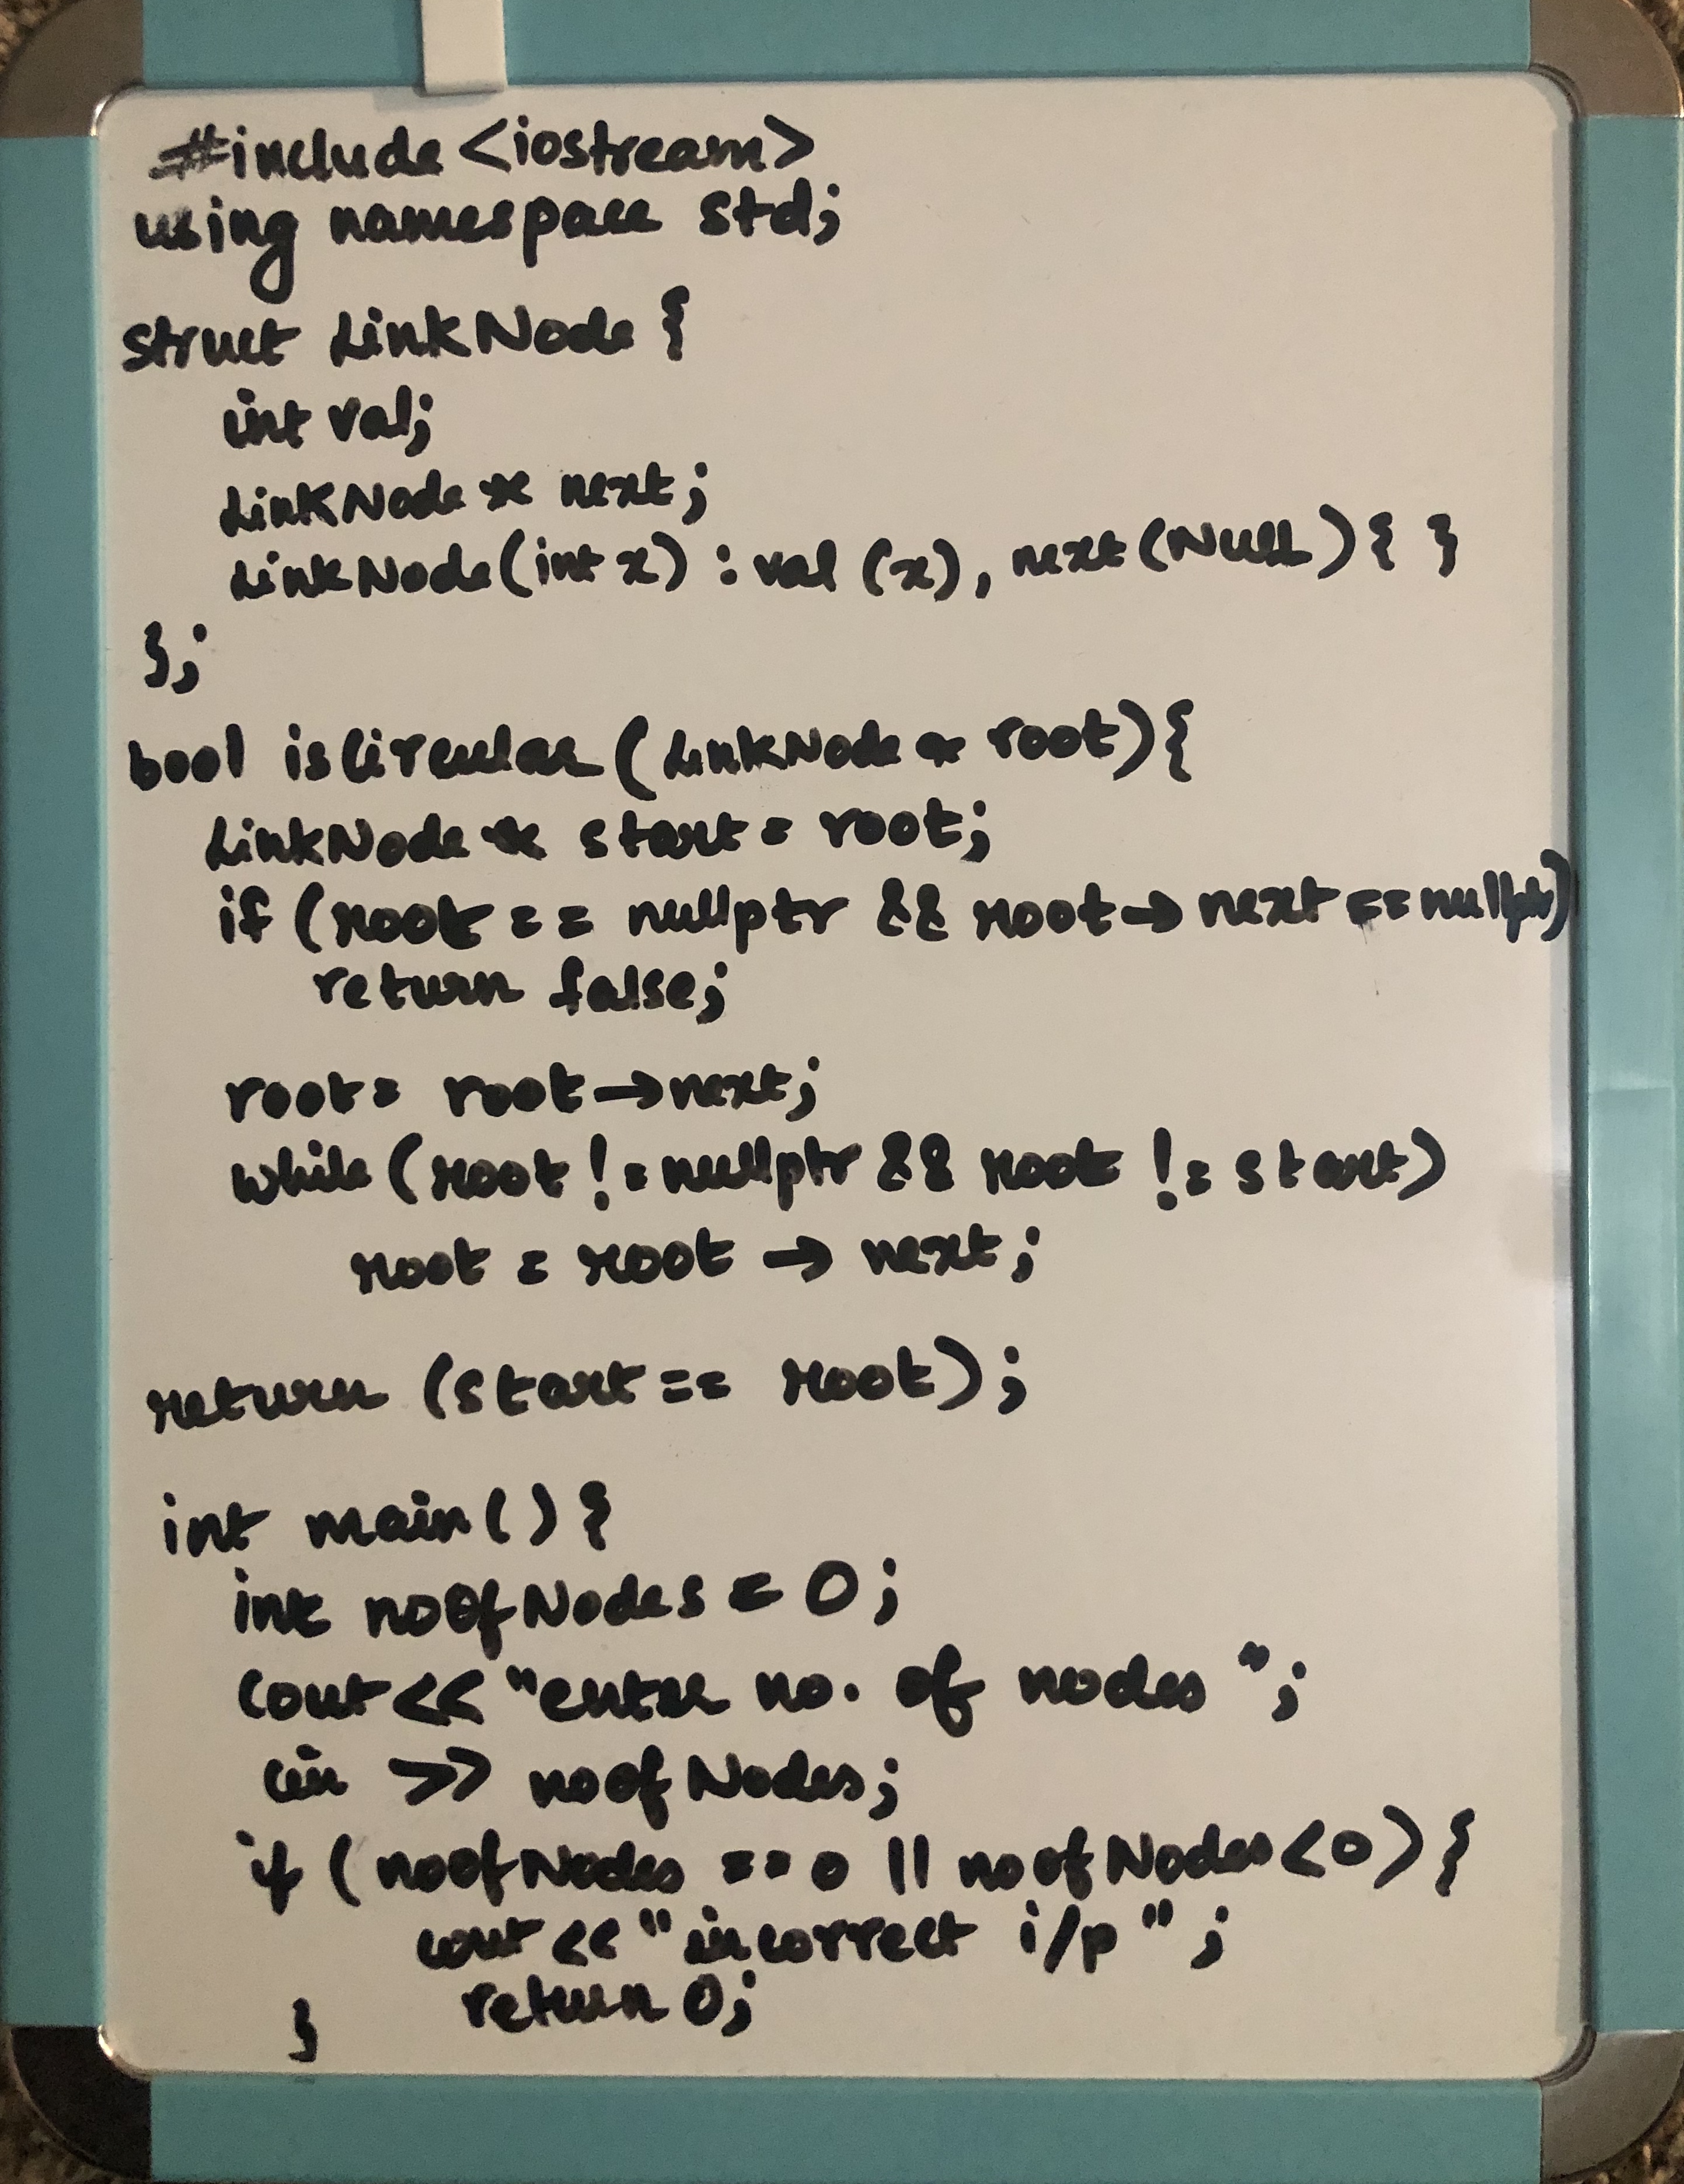 #include <iostream>
using namespace std;
struct LinkNode {
int val;
LinkNode * next;
LinkNode(int x) : val (x), next (NULL) { }
};
bool isCircular (LinkNode * root) {
LinkNode * start = root;
if (root == nullptr && root → next == nullptr)
return false;
root = root → next;
while (root != nullptr && root != start)
root = root → next;
return (start == root);
int main() {
int noofNodes = 0;
cout << "enter no. of nodes ";
cin >> noofNodes;
if (noofNodes == 0 || noofNodes < 0) {
cout << "incorrect i/p";
return 0;
}